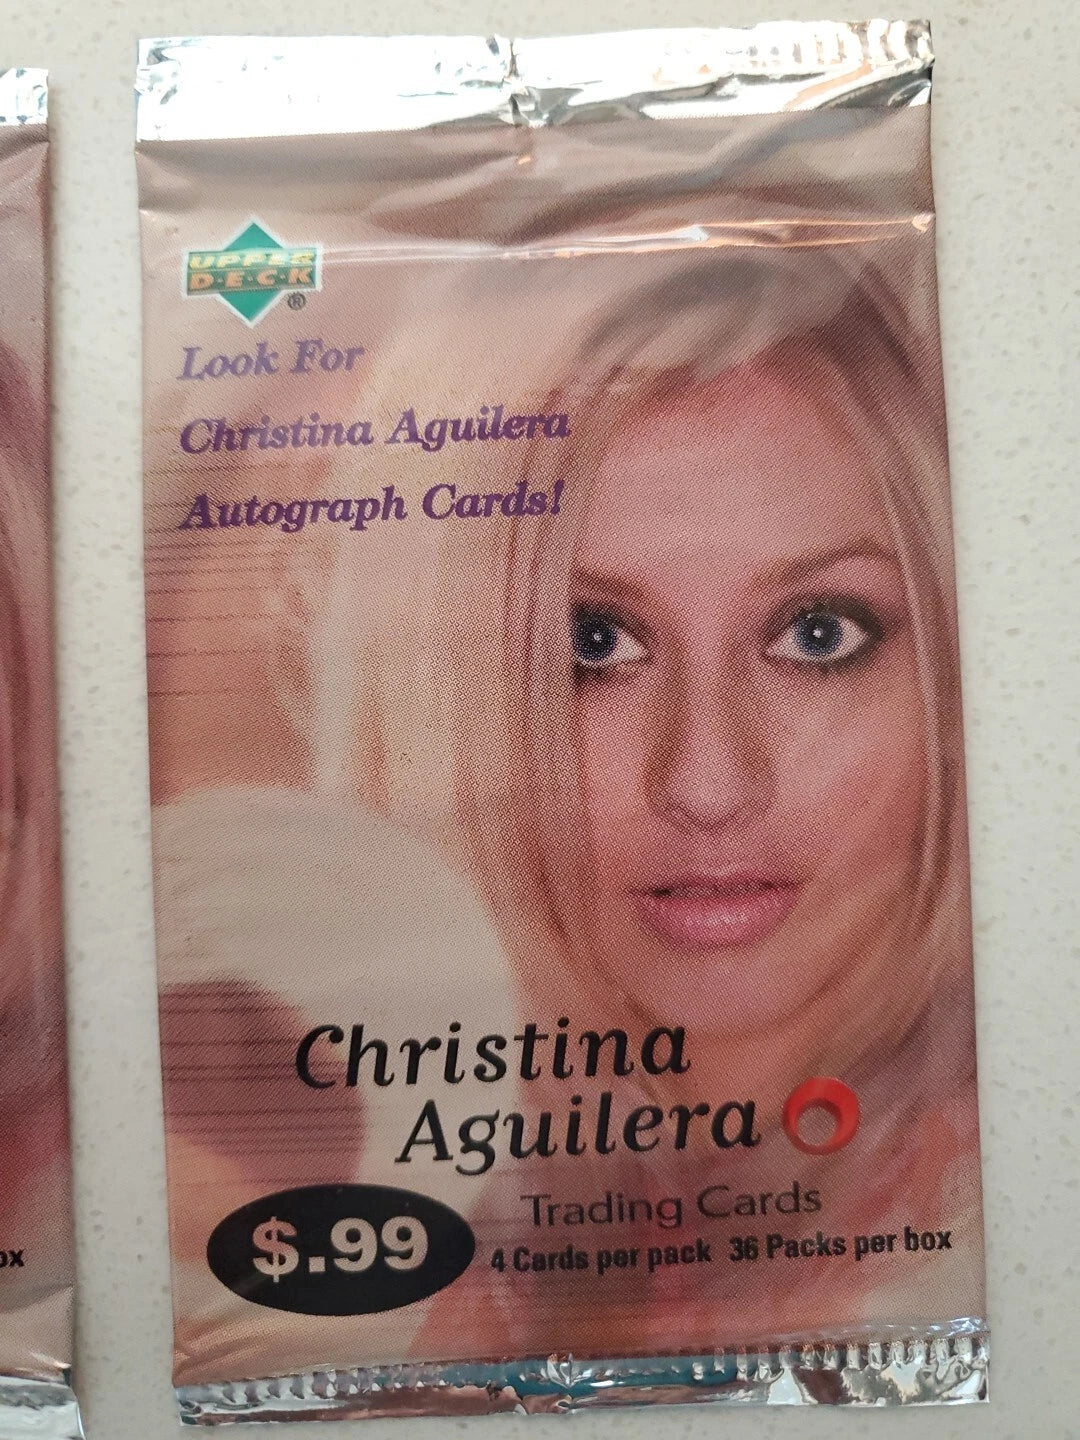 UPPER
D·E·C·K
®
Look For
Christina Aguilera
Autograph Cards!
Christina
Aguilera
Trading Cards
$.99
4 Cards per pack 36 Packs per box
ox